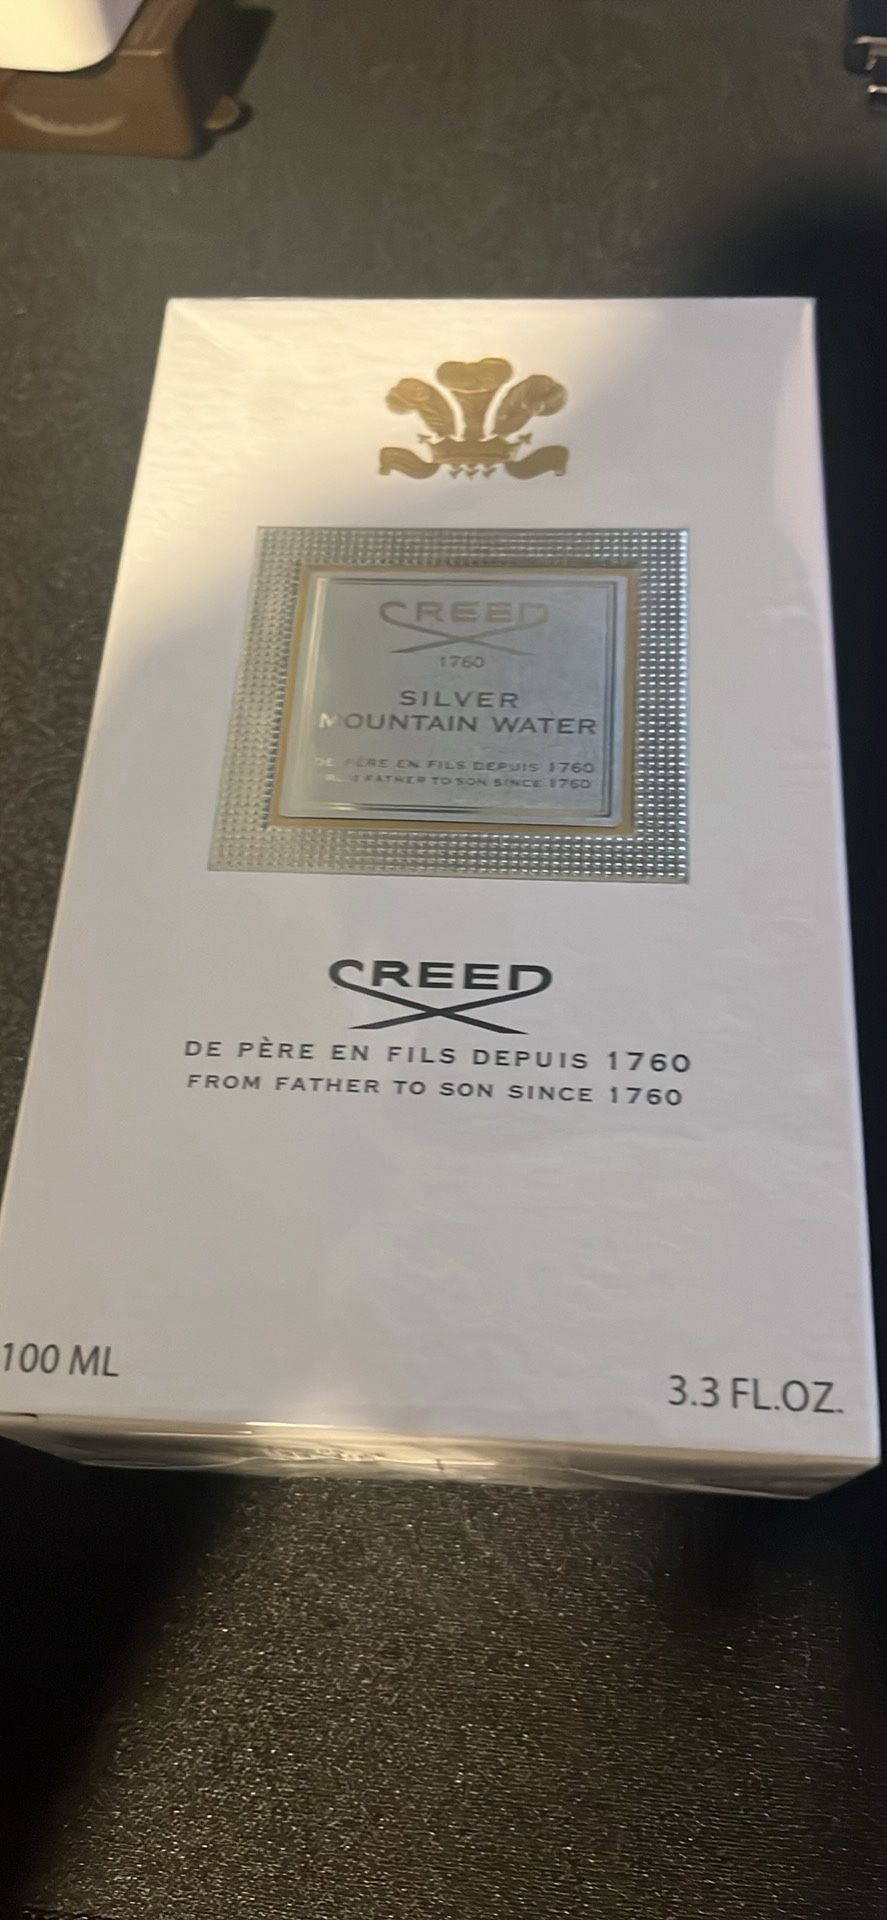 CREED
1760
SILVER
MOUNTAIN WATER
DE PÈRE EN FILS DEPUIS 1760
FATHER TO SON SINCE 1760
CREED
DE PÈRE EN FILS DEPUIS 1760
FROM FATHER TO SON SINCE 1760
100 ML
3.3 FL.OZ.